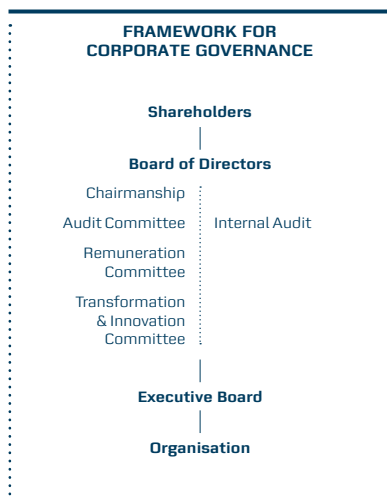 FRAMEWORK FOR
CORPORATE GOVERNANCE
Shareholders
Board of Directors
Chairmanship
Audit Committee
Internal Audit
Remuneration
Committee
Transformation
& Innovation
Committee
Executive Board
Organisation